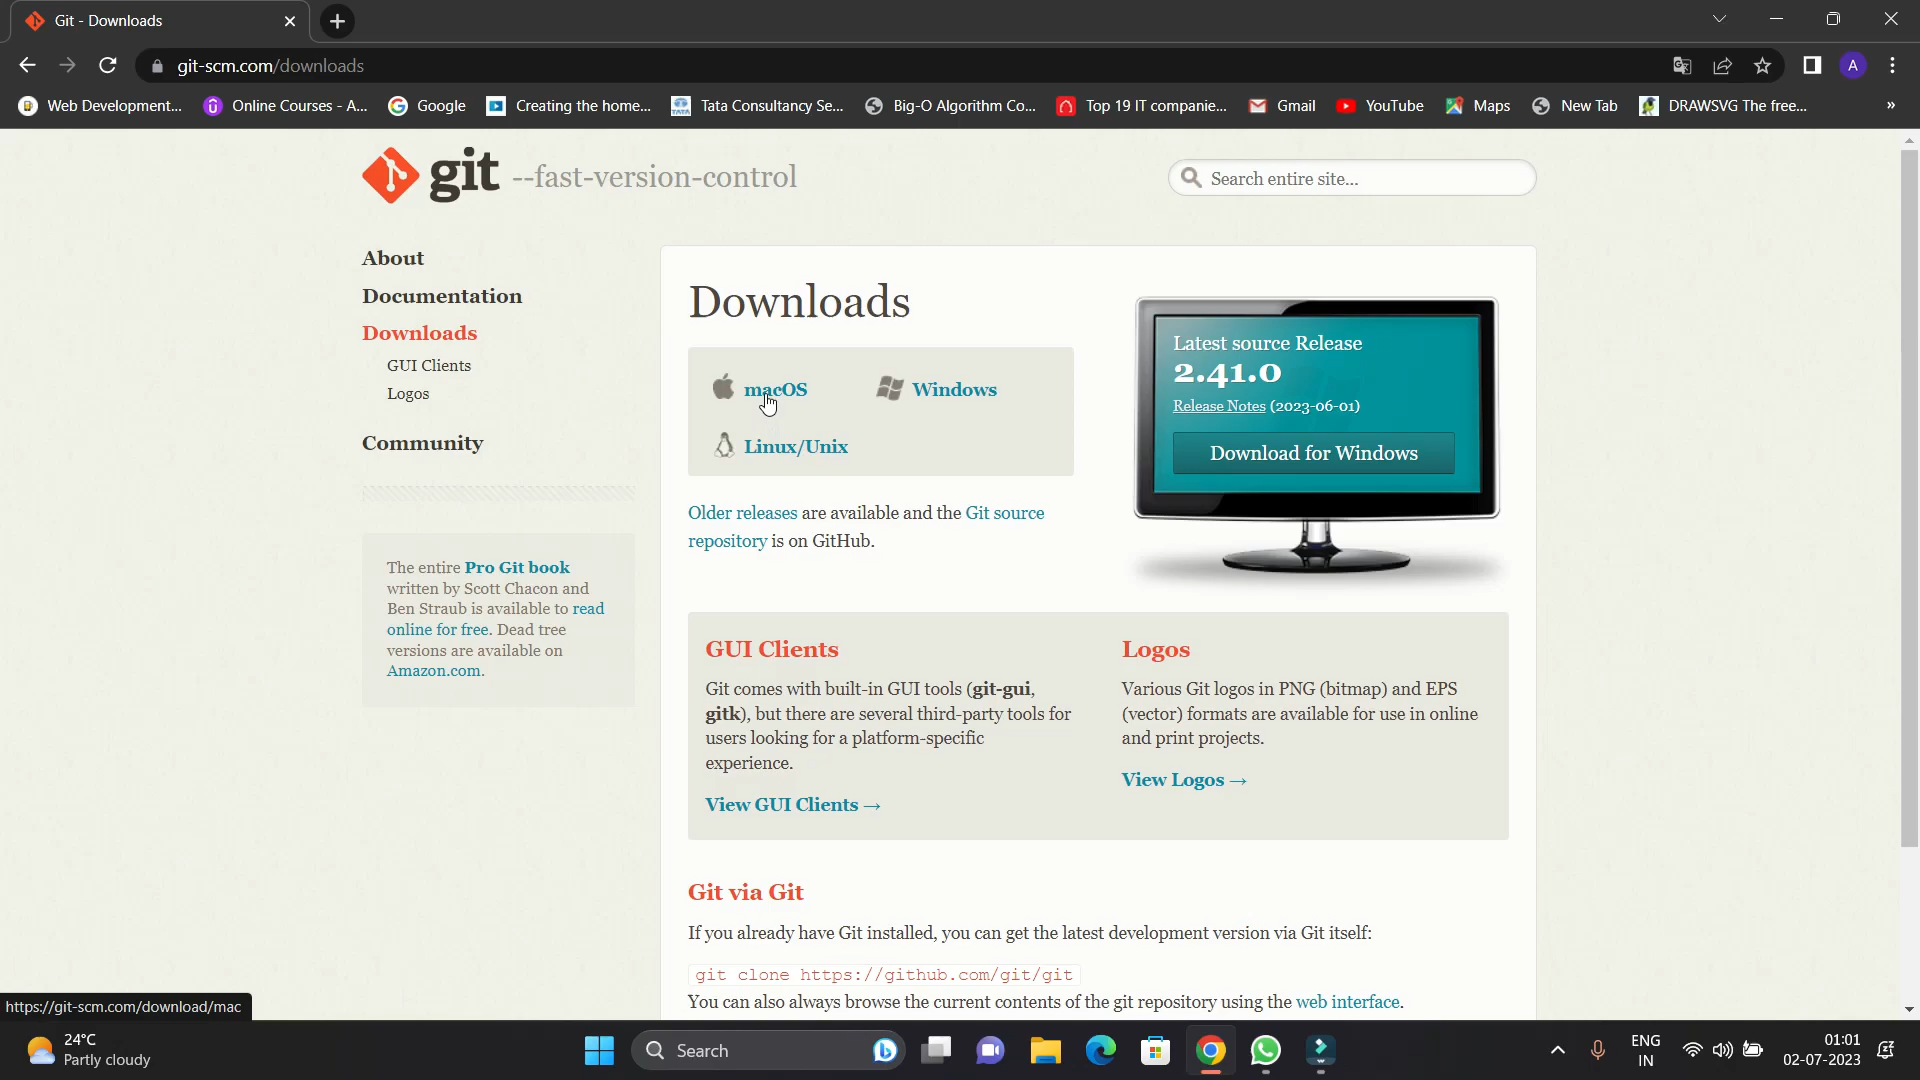 Git - Downloads
git-scm.com/downloads
A
Web Development...
Online Courses - A...
Google
Creating the home...
Tata Consultancy Se...
Big-O Algorithm Co...
Top 19 IT companie...
Gmail
YouTube
Maps
New Tab
DRAWSVG The free...
»
git --fast-version-control
Search entire site...
About
Documentation
Downloads
GUI Clients
Logos
Community
The entire Pro Git book
written by Scott Chacon and
Ben Straub is available to read
online for free. Dead tree
versions are available on
Amazon.com.
Downloads
macOS
Windows
Linux/Unix
Older releases are available and the Git source
repository is on GitHub.
Latest source Release
2.41.0
Release Notes (2023-06-01)
Download for Windows
GUI Clients
Git comes with built-in GUI tools (git-gui,
gitk), but there are several third-party tools for
users looking for a platform-specific
experience.
View GUI Clients →
Logos
Various Git logos in PNG (bitmap) and EPS
(vector) formats are available for use in online
and print projects.
View Logos →
Git via Git
If you already have Git installed, you can get the latest development version via Git itself:
git clone https://github.com/git/git
You can also always browse the current contents of the git repository using the web interface.
https://git-scm.com/download/mac
24°C
Partly cloudy
Search
ENG
IN
01:01
02-07-2023